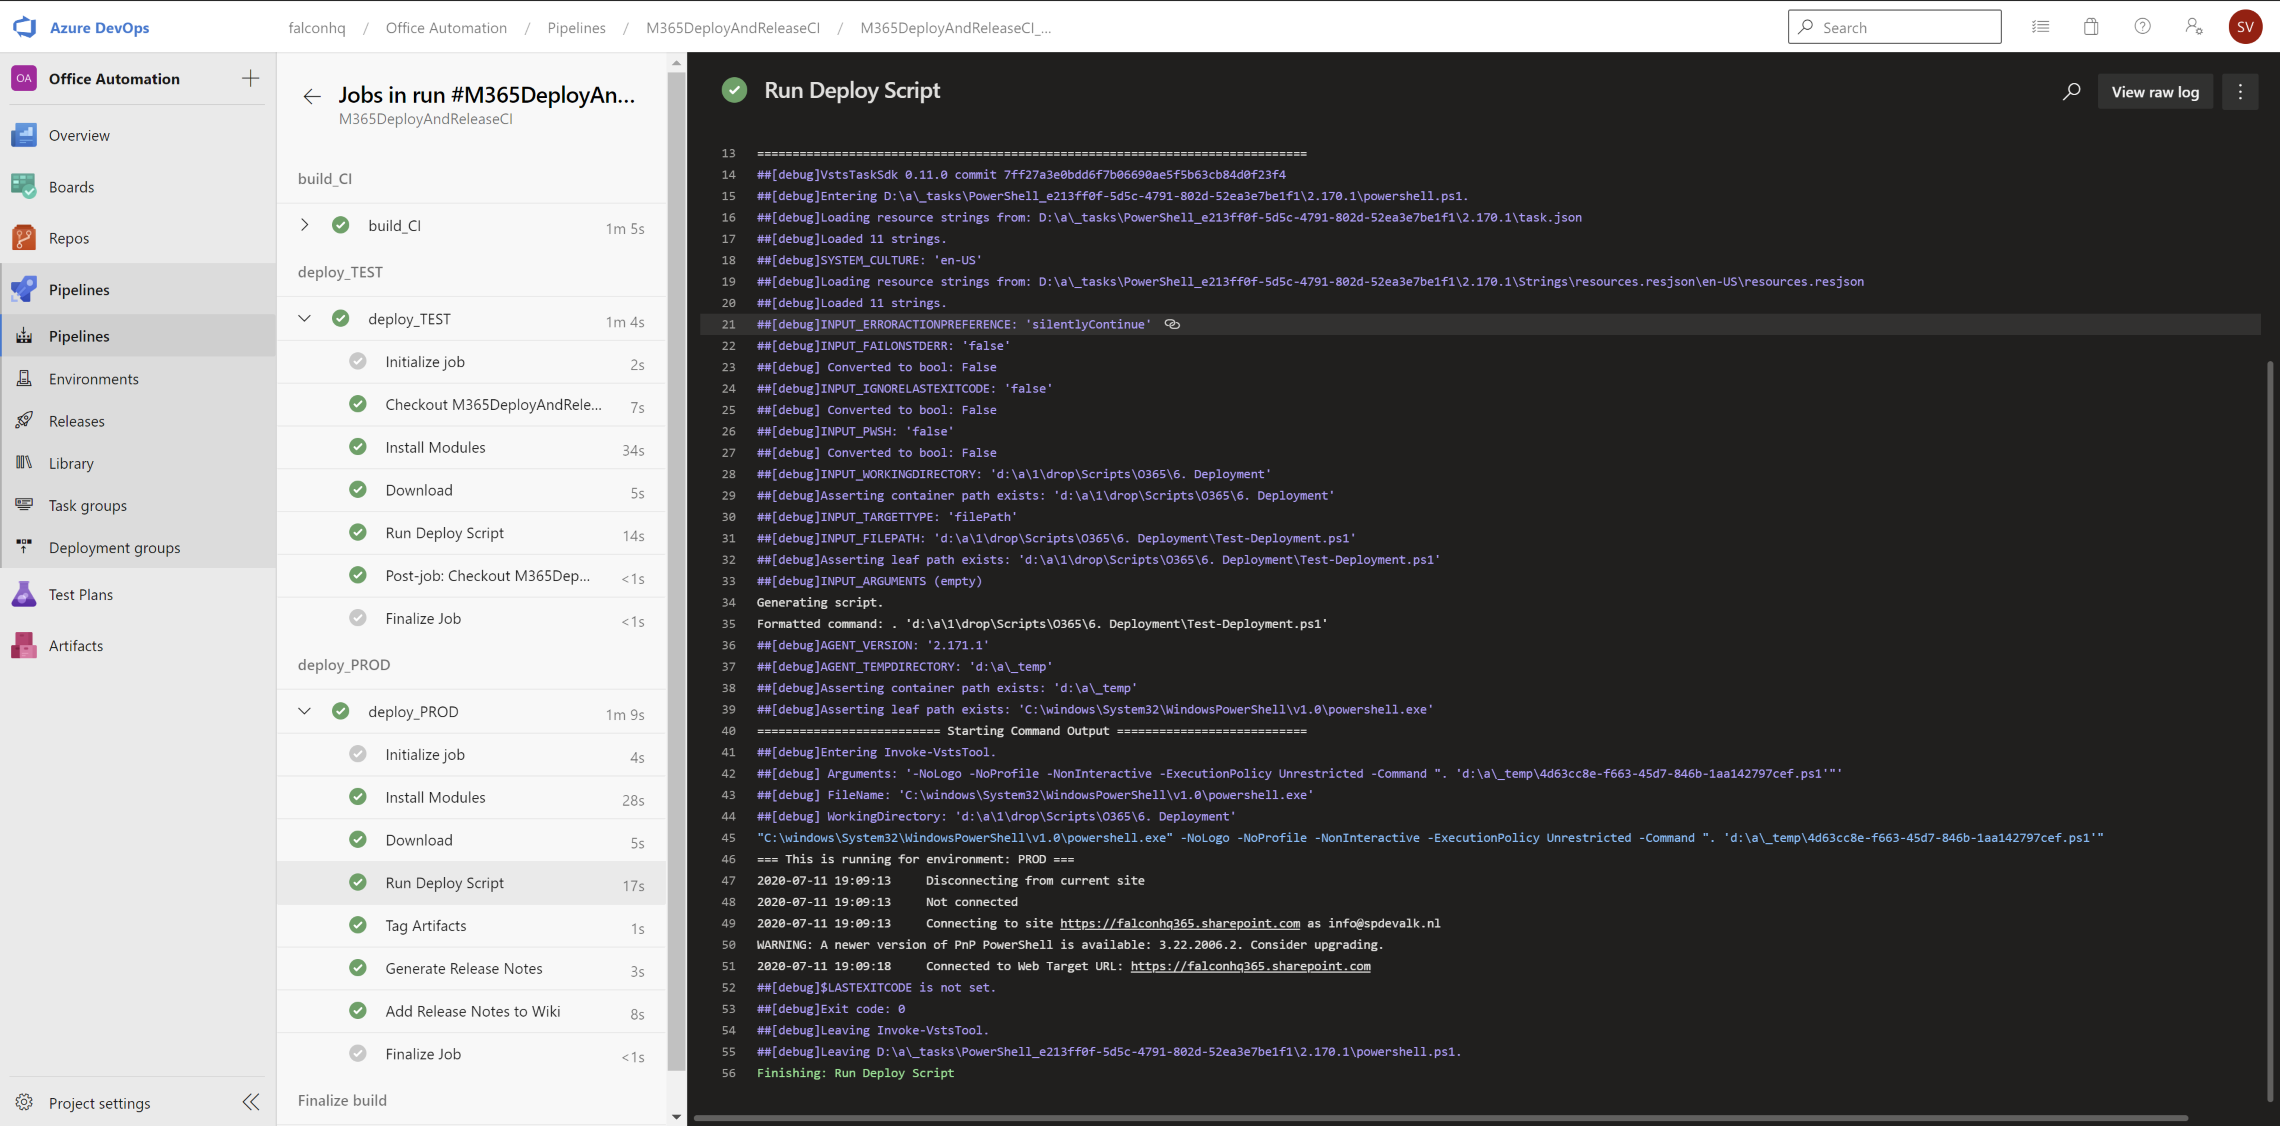 Azure DevOps
falconhq / Office Automation / Pipelines / M365DeployAndReleaseCI / M365DeployAndReleaseCI_...
Search
SV
OA Office Automation
Overview
Boards
Repos
Pipelines
Pipelines
Environments
Releases
Library
Task groups
Deployment groups
Test Plans
Artifacts
Project settings
Jobs in run #M365DeployAn...
M365DeployAndReleaseCI
build_CI
build_CI 1m 5s
deploy_TEST
deploy_TEST 1m 4s
Initialize job 2s
Checkout M365DeployAndRele... 7s
Install Modules 34s
Download 5s
Run Deploy Script 14s
Post-job: Checkout M365Dep... <1s
Finalize Job <1s
deploy_PROD
deploy_PROD 1m 9s
Initialize job 4s
Install Modules 28s
Download 5s
Run Deploy Script 17s
Tag Artifacts 1s
Generate Release Notes 3s
Add Release Notes to Wiki 8s
Finalize Job <1s
Finalize build
Run Deploy Script
View raw log
13 ==============================================================================
14 ##[debug]VstsTaskSdk 0.11.0 commit 7ff27a3e0bdd6f7b06690ae5f5b63cb84d0f23f4
15 ##[debug]Entering D:\a\_tasks\PowerShell_e213ff0f-5d5c-4791-802d-52ea3e7be1f1\2.170.1\powershell.ps1.
16 ##[debug]Loading resource strings from: D:\a\_tasks\PowerShell_e213ff0f-5d5c-4791-802d-52ea3e7be1f1\2.170.1\task.json
17 ##[debug]Loaded 11 strings.
18 ##[debug]SYSTEM_CULTURE: 'en-US'
19 ##[debug]Loading resource strings from: D:\a\_tasks\PowerShell_e213ff0f-5d5c-4791-802d-52ea3e7be1f1\2.170.1\Strings\resources.resjson\en-US\resources.resjson
20 ##[debug]Loaded 11 strings.
21 ##[debug]INPUT_ERRORACTIONPREFERENCE: 'silentlyContinue'
22 ##[debug]INPUT_FAILONSTDERR: 'false'
23 ##[debug] Converted to bool: False
24 ##[debug]INPUT_IGNORELASTEXITCODE: 'false'
25 ##[debug] Converted to bool: False
26 ##[debug]INPUT_PWSH: 'false'
27 ##[debug] Converted to bool: False
28 ##[debug]INPUT_WORKINGDIRECTORY: 'd:\a\1\drop\Scripts\O365\6. Deployment'
29 ##[debug]Asserting container path exists: 'd:\a\1\drop\Scripts\O365\6. Deployment'
30 ##[debug]INPUT_TARGETTYPE: 'filePath'
31 ##[debug]INPUT_FILEPATH: 'd:\a\1\drop\Scripts\O365\6. Deployment\Test-Deployment.ps1'
32 ##[debug]Asserting leaf path exists: 'd:\a\1\drop\Scripts\O365\6. Deployment\Test-Deployment.ps1'
33 ##[debug]INPUT_ARGUMENTS (empty)
34 Generating script.
35 Formatted command: . 'd:\a\1\drop\Scripts\O365\6. Deployment\Test-Deployment.ps1'
36 ##[debug]AGENT_VERSION: '2.171.1'
37 ##[debug]AGENT_TEMPDIRECTORY: 'd:\a\_temp'
38 ##[debug]Asserting container path exists: 'd:\a\_temp'
39 ##[debug]Asserting leaf path exists: 'C:\windows\System32\WindowsPowerShell\v1.0\powershell.exe'
40 ========================== Starting Command Output ===========================
41 ##[debug]Entering Invoke-VstsTool.
42 ##[debug] Arguments: '-NoLogo -NoProfile -NonInteractive -ExecutionPolicy Unrestricted -Command ". 'd:\a\_temp\4d63cc8e-f663-45d7-846b-1aa142797cef.ps1'"'
43 ##[debug] FileName: 'C:\windows\System32\WindowsPowerShell\v1.0\powershell.exe'
44 ##[debug] WorkingDirectory: 'd:\a\1\drop\Scripts\O365\6. Deployment'
45 "C:\windows\System32\WindowsPowerShell\v1.0\powershell.exe" -NoLogo -NoProfile -NonInteractive -ExecutionPolicy Unrestricted -Command ". 'd:\a\_temp\4d63cc8e-f663-45d7-846b-1aa142797cef.ps1'"
46 === This is running for environment: PROD ===
47 2020-07-11 19:09:13 Disconnecting from current site
48 2020-07-11 19:09:13 Not connected
49 2020-07-11 19:09:13 Connecting to site https://falconhq365.sharepoint.com as info@spdevalk.nl
50 WARNING: A newer version of PnP PowerShell is available: 3.22.2006.2. Consider upgrading.
51 2020-07-11 19:09:18 Connected to Web Target URL: https://falconhq365.sharepoint.com
52 ##[debug]$LASTEXITCODE is not set.
53 ##[debug]Exit code: 0
54 ##[debug]Leaving Invoke-VstsTool.
55 ##[debug]Leaving D:\a\_tasks\PowerShell_e213ff0f-5d5c-4791-802d-52ea3e7be1f1\2.170.1\powershell.ps1.
56 Finishing: Run Deploy Script